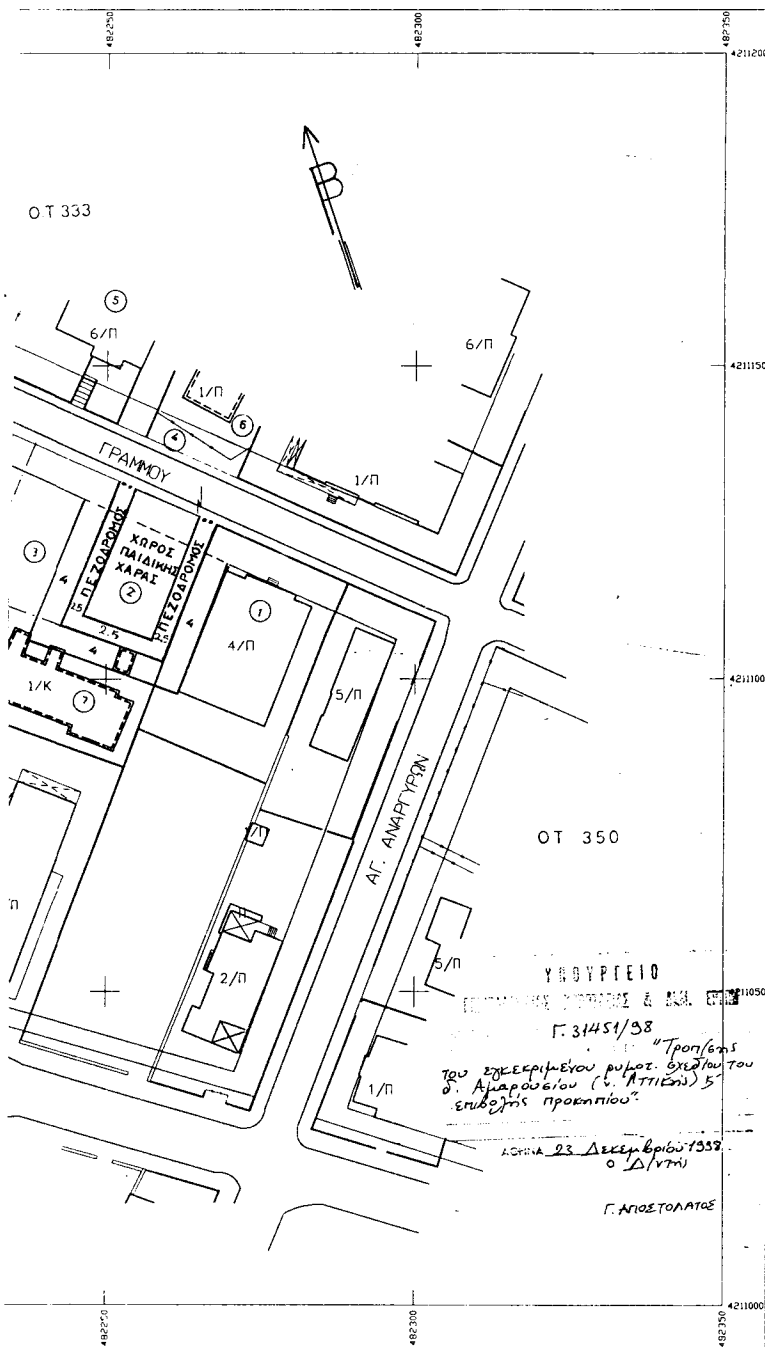 482250
482300
482350
4211200
Β
Ο.Τ 333
5
6/Π
6/Π
4211150
1/Π
6
4
ΓΡΑΜΜΟΥ
1/Π
3
ΠΕΖΟΔΡΟΜΟΣ
ΧΩΡΟΣ
ΠΑΙΔΙΚΗΣ
ΧΑΡΑΣ
2
ΠΕΖΟΔΡΟΜΟΣ
1
4
2.5
2.5
2.5
4
4/Π
4
5/Π
4211100
1/Κ
7
ΑΓ. ΑΝΑΡΓΥΡΩΝ
ΟΤ 350
/Π
2/Π
5/Π
ΥΠΟΥΡΓΕΙΟ
Γ. 31451/98
"Τροπ/σης
του εγκεκριμένου ρυμοτ. σχεδίου του
δ. Αμαρουσίου (ν. Αττικής) &
επιβολής προκηπίου".
1/Π
ΑΘΗΝΑ 23 Δεκεμβρίου 1998
Ο Δ/ντής
Γ. ΑΠΟΣΤΟΛΑΤΟΣ
4211000
482250
482300
482350